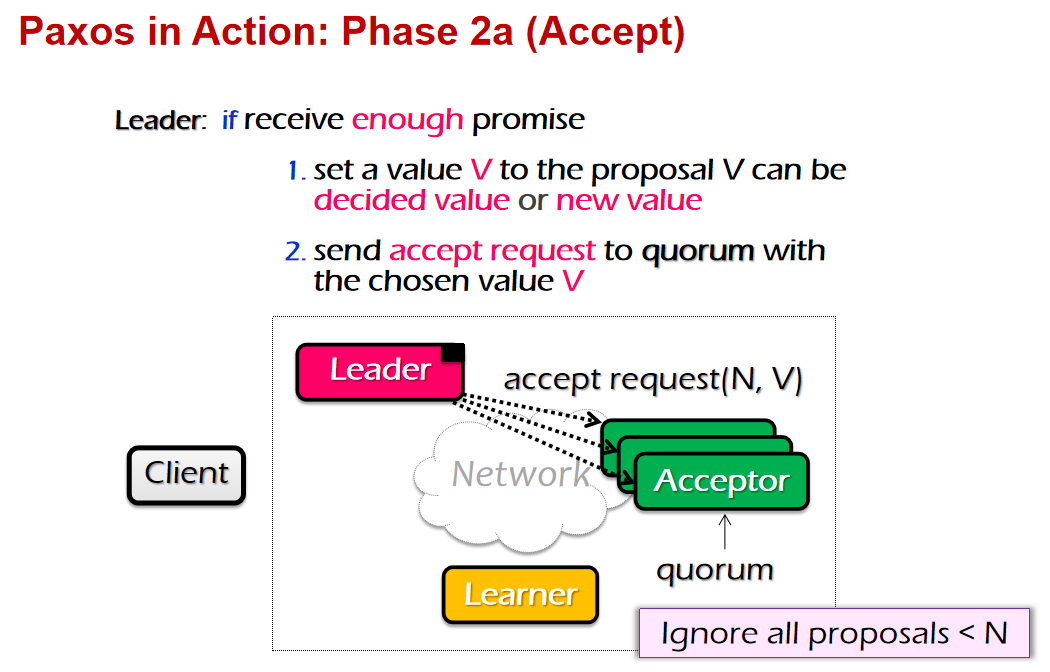 Paxos in Action: Phase 2a (Accept)
Leader: if receive enough promise
1. set a value V to the proposal V can be
decided value or new value
2. send accept request to quorum with
the chosen value V
Leader
accept request(N, V)
Client
Network
Acceptor
quorum
Learner
Ignore all proposals < N